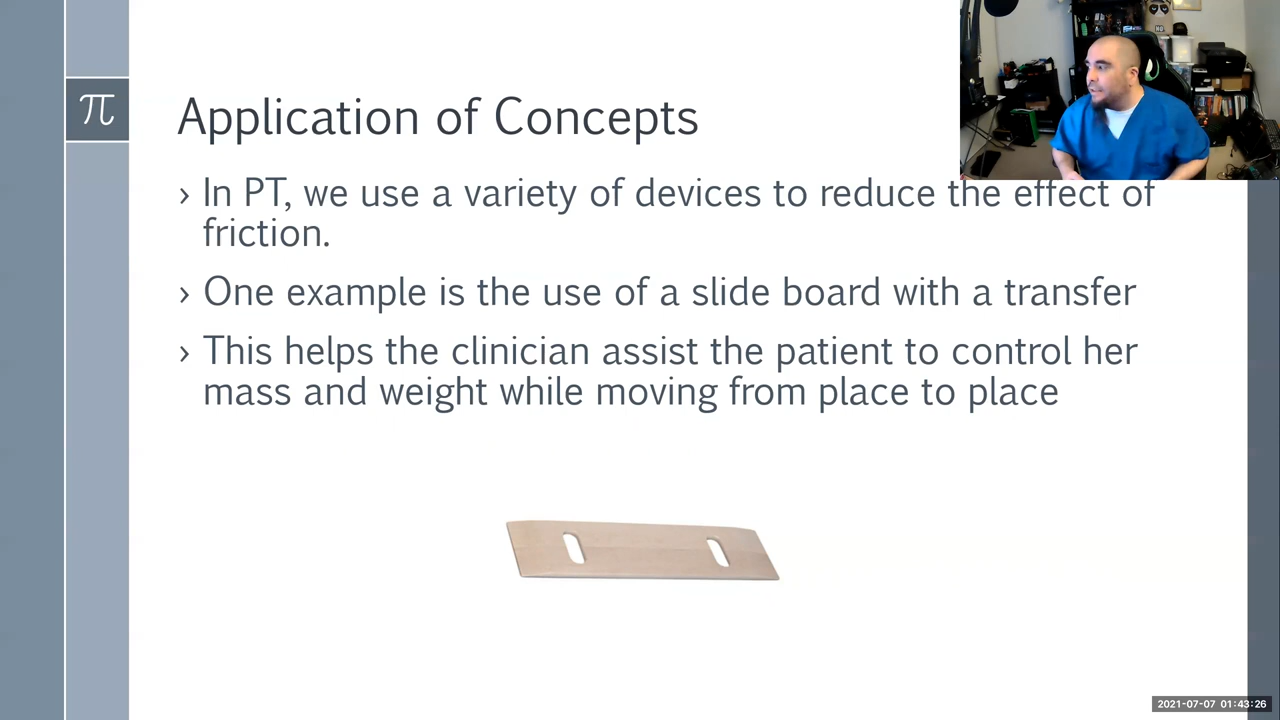 π
Application of Concepts
› In PT, we use a variety of devices to reduce the effect of
friction.
› One example is the use of a slide board with a transfer
› This helps the clinician assist the patient to control her
mass and weight while moving from place to place
2021-07-07 01:43:26